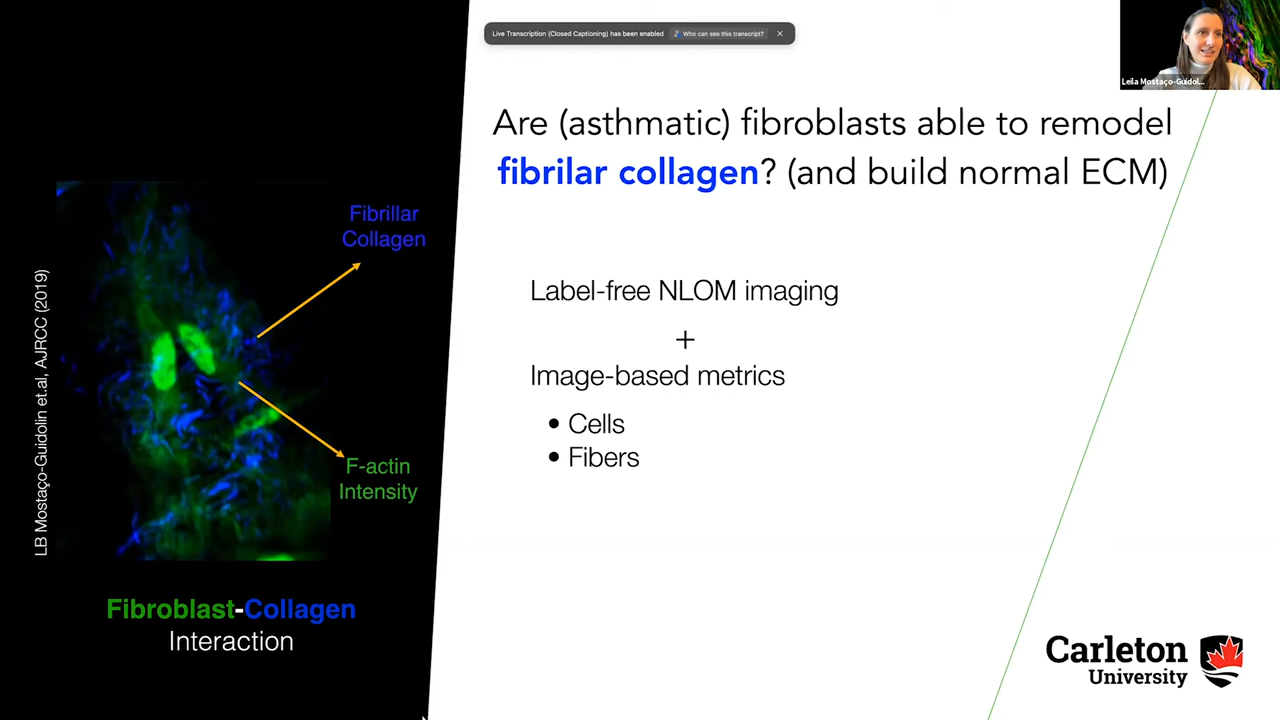 Live Transcription (Closed Captioning) has been enabled
Who can see this transcript?
Leila Mostaço-Guidol...
Are (asthmatic) fibroblasts able to remodel
fibrilar collagen? (and build normal ECM)
Fibrillar
Collagen
F-actin
Intensity
LB Mostaço-Guidolin et.al, AJRCC (2019)
Fibroblast-Collagen
Interaction
Label-free NLOM imaging
+
Image-based metrics
• Cells
• Fibers
Carleton
University